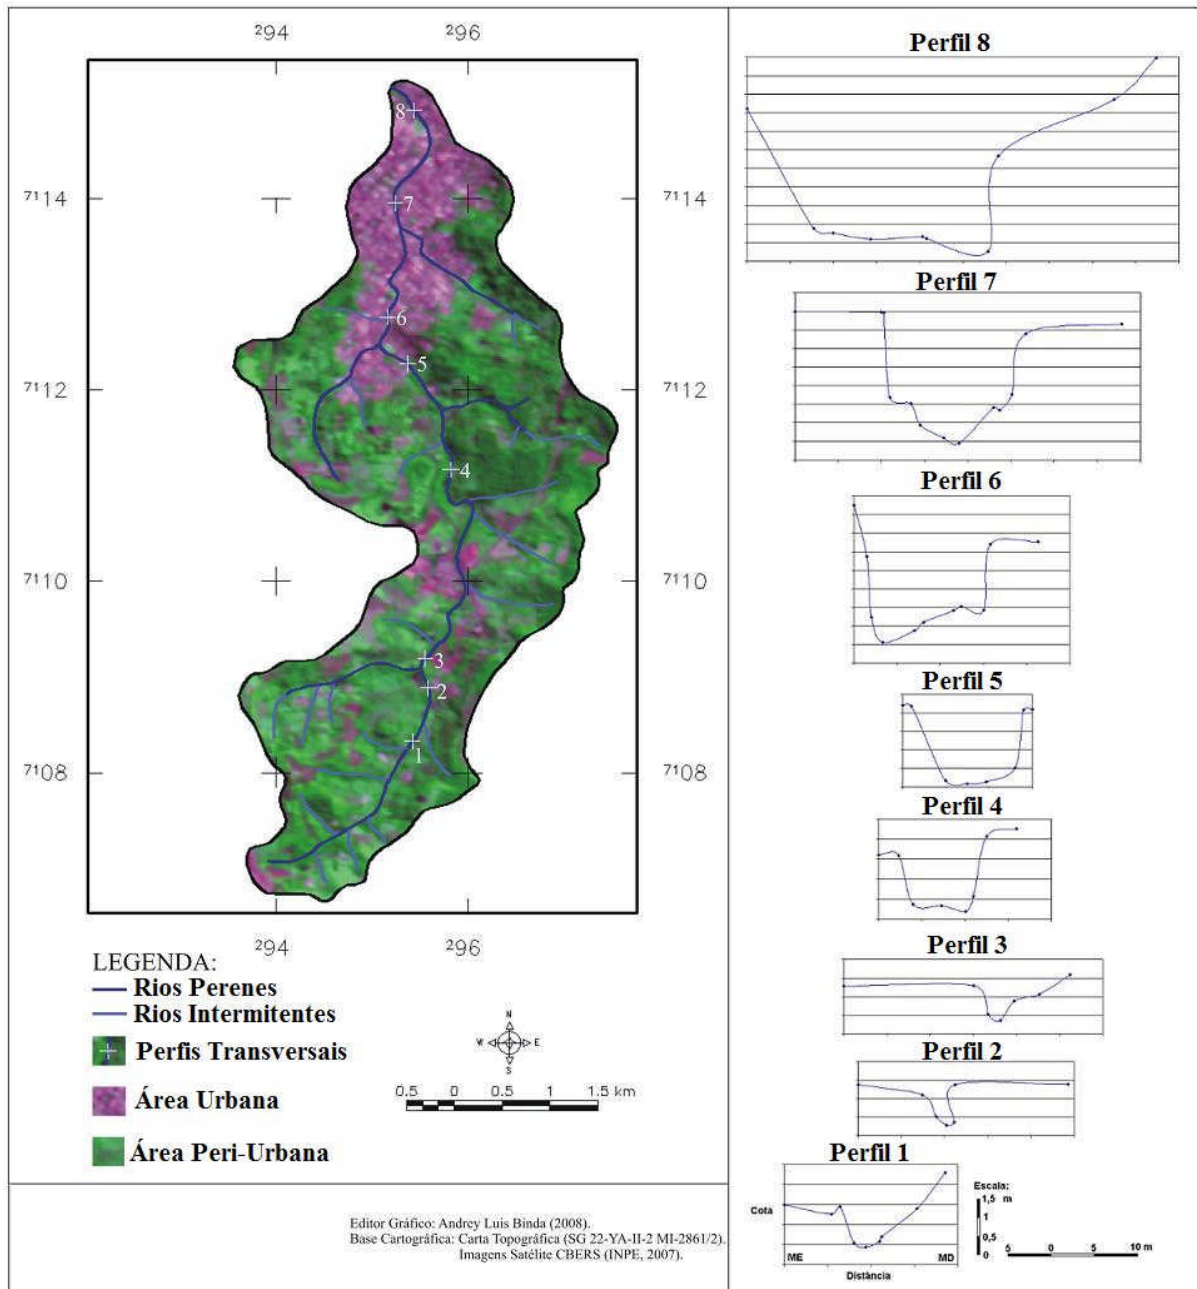 294 296
7114 7114
7112 7112
7110 7110
7108 7108
8
7
6
5
4
3
2
1
294 296
LEGENDA:
Rios Perenes
Rios Intermitentes
Perfis Transversais
Área Urbana
Área Peri-Urbana
N
W E
S
0.5 0 0.5 1 1.5 km
Editor Gráfico: Andrey Luis Binda (2008).
Base Cartográfica: Carta Topográfica (SG 22-YA-II-2 MI-2861/2).
Imagens Satélite CBERS (INPE, 2007).
Perfil 8
Perfil 7
Perfil 6
Perfil 5
Perfil 4
Perfil 3
Perfil 2
Perfil 1
Cota
ME MD
Distància
Escala:
1,5 m
1
0,5
0
5 0 5 10 m